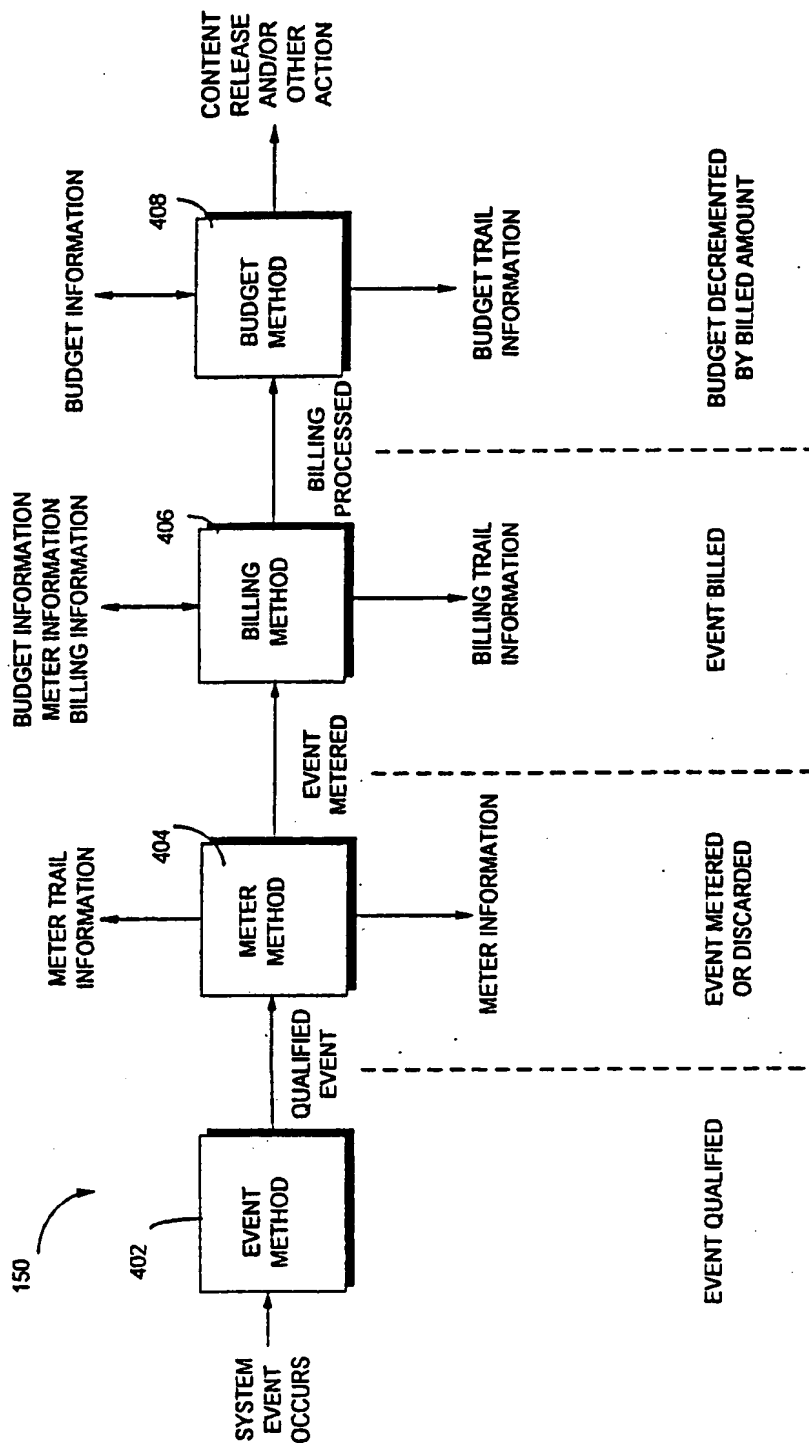 150
SYSTEM
EVENT
OCCURS
402
EVENT
METHOD
QUALIFIED
EVENT
METER TRAIL
INFORMATION
404
METER
METHOD
METER INFORMATION
EVENT
METERED
BUDGET INFORMATION
METER INFORMATION
BILLING INFORMATION
406
BILLING
METHOD
BILLING TRAIL
INFORMATION
BILLING
PROCESSED
BUDGET INFORMATION
408
BUDGET
METHOD
BUDGET TRAIL
INFORMATION
CONTENT
RELEASE
AND/OR
OTHER
ACTION
EVENT QUALIFIED
EVENT METERED
OR DISCARDED
EVENT BILLED
BUDGET DECREMENTED
BY BILLED AMOUNT